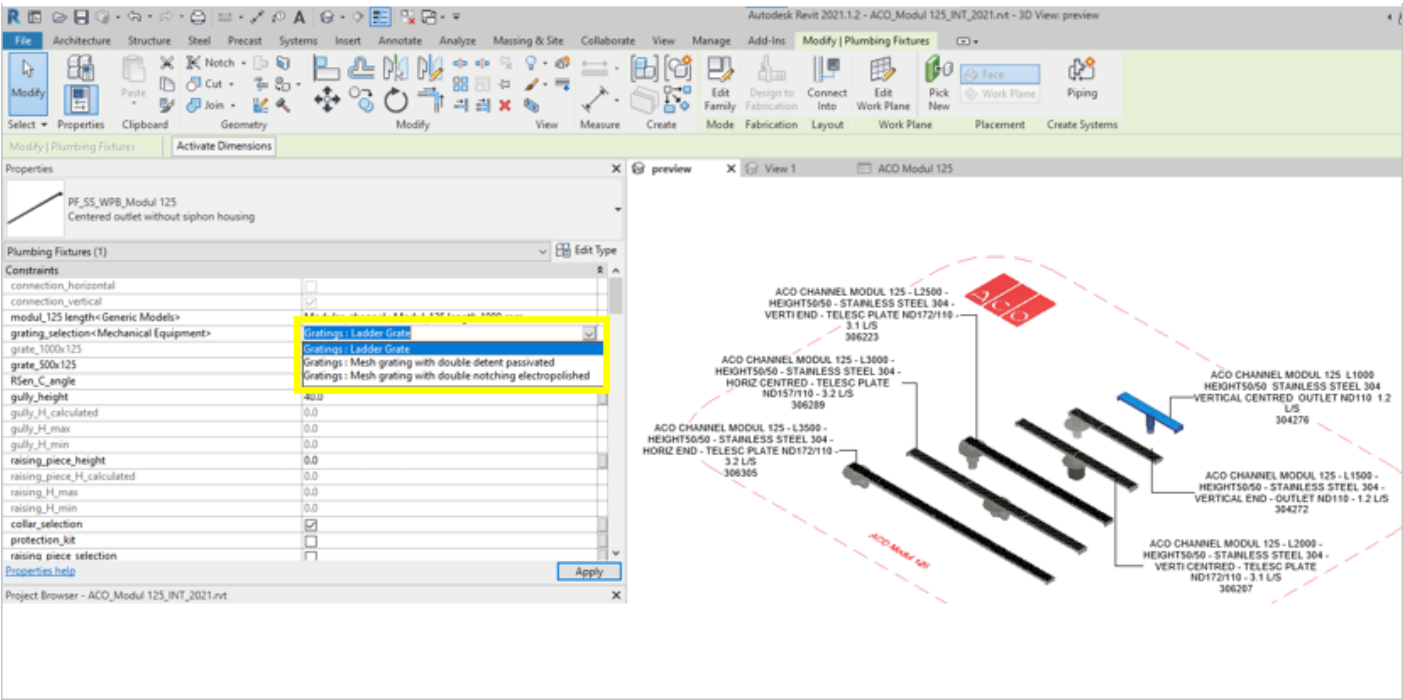 Autodesk Revit 2021.1.2 - ACO_Modul 125_INT_2021.rvt - 3D View: preview
File Architecture Structure Steel Precast Systems Insert Annotate Analyze Massing & Site Collaborate View Manage Add-Ins Modify | Plumbing Fixtures
Modify
Paste
Notch
Cut
Join
Edit Family
Design to Fabrication
Connect Into
Edit Work Plane
Pick New
Face
Work Plane
Piping
Select Properties Clipboard Geometry Modify View Measure Create Mode Fabrication Layout Work Plane Placement Create Systems
Modify | Plumbing Fixtures
Activate Dimensions
Properties
PF_SS_WPB_Modul 125
Centered outlet without siphon housing
Plumbing Fixtures (1)
Edit Type
Constraints
connection_horizontal
connection_vertical
modul_125 length<Generic Models>
grating_selection<Mechanical Equipment>
Gratings : Ladder Grate
Gratings : Ladder Grate
Gratings : Mesh grating with double detent passivated
Gratings : Mesh grating with double notching electropolished
grate_1000x125
grate_500x125
RSen_C_angle
gully_height 40.0
gully_H_calculated 0.0
gully_H_max 0.0
gully_H_min 0.0
raising_piece_height 0.0
raising_piece_H_calculated 0.0
raising_H_max 0.0
raising_H_min 0.0
collar_selection
protection_kit
raising piece selection
Properties help
Apply
Project Browser - ACO_Modul 125_INT_2021.rvt
preview
View 1
ACO Modul 125
ACO
ACO CHANNEL MODUL 125 - L2500 -
HEIGHT50/50 - STAINLESS STEEL 304 -
VERTI END - TELESC PLATE ND172/110 -
3.1 L/S
306223
ACO CHANNEL MODUL 125 - L3000 -
HEIGHT50/50 - STAINLESS STEEL 304 -
HORIZ CENTRED - TELESC PLATE
ND157/110 - 3.2 L/S
306289
ACO CHANNEL MODUL 125 - L3500 -
HEIGHT50/50 - STAINLESS STEEL 304 -
HORIZ END - TELESC PLATE ND172/110 -
3.2 L/S
306305
ACO CHANNEL MODUL 125 L1000
HEIGHT50/50 STAINLESS STEEL 304
VERTICAL CENTRED OUTLET ND110 1.2
L/S
304276
ACO CHANNEL MODUL 125 - L1500 -
HEIGHT50/50 - STAINLESS STEEL 304 -
VERTICAL END - OUTLET ND110 - 1.2 L/S
304272
ACO CHANNEL MODUL 125 - L2000 -
HEIGHT50/50 - STAINLESS STEEL 304 -
VERTI CENTRED - TELESC PLATE
ND172/110 - 3.1 L/S
306207
ACO Modul 125